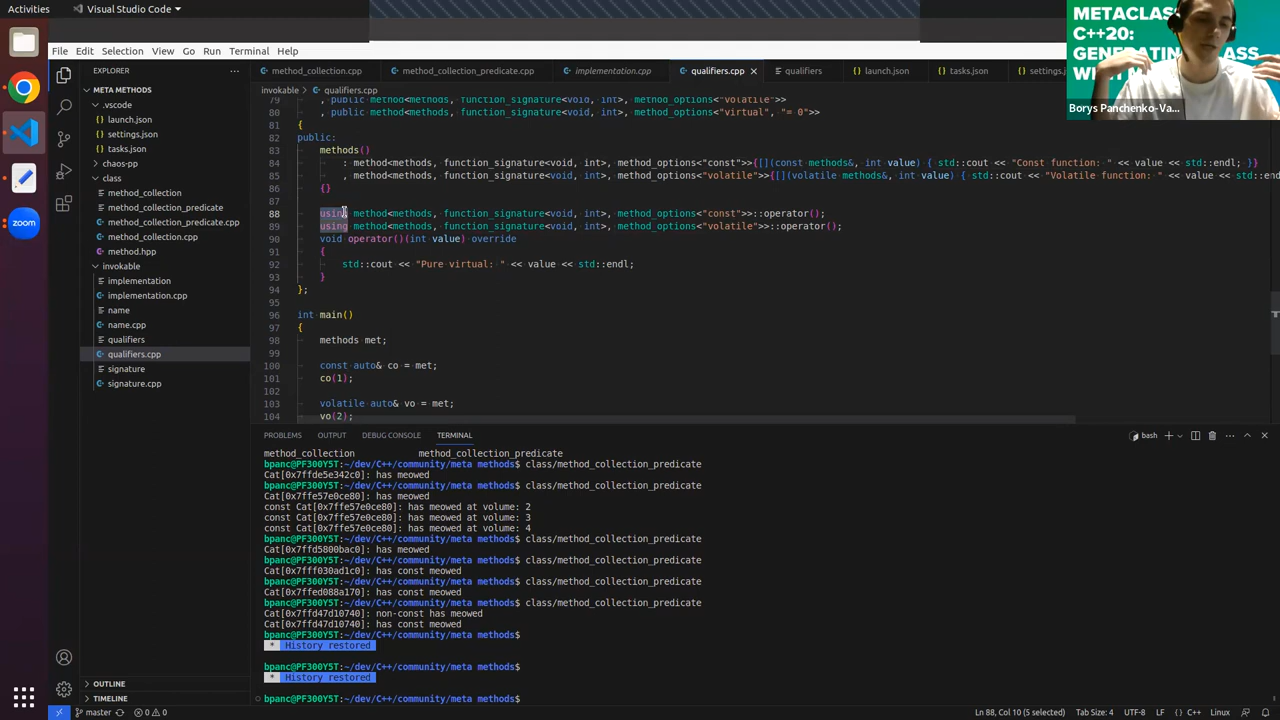 Activities
Visual Studio Code
File Edit Selection View Go Run Terminal Help
METACLASS
C++20:
GENERATING CLASS
Borys Panchenko-Va...
EXPLORER
method_collection.cpp
method_collection_predicate.cpp
implementation.cpp
qualifiers.cpp
qualifiers
launch.json
tasks.json
settings.json
invokable > qualifiers.cpp
META METHODS
.vscode
launch.json
settings.json
tasks.json
chaos-pp
class
method_collection
method_collection_predicate
method_collection_predicate.cpp
method_collection.cpp
method.hpp
invokable
implementation
implementation.cpp
name
name.cpp
qualifiers
qualifiers.cpp
signature
signature.cpp
OUTLINE
TIMELINE
79 , public method<methods, function_signature<void, int>, method_options<"volatile">>
80 , public method<methods, function_signature<void, int>, method_options<"virtual", "= 0">>
81 {
82 public:
83 methods()
84 : method<methods, function_signature<void, int>, method_options<"const">>{[](const methods&, int value) { std::cout << "Const function: " << value << std::endl; }}
85 , method<methods, function_signature<void, int>, method_options<"volatile">>{[](volatile methods&, int value) { std::cout << "Volatile function: " << value << std::end
86 {}
87
88 using method<methods, function_signature<void, int>, method_options<"const">>::operator();
89 using method<methods, function_signature<void, int>, method_options<"volatile">>::operator();
90 void operator()(int value) override
91 {
92 std::cout << "Pure virtual: " << value << std::endl;
93 }
94 };
95
96 int main()
97 {
98 methods met;
99
100 const auto& co = met;
101 co(1);
102
103 volatile auto& vo = met;
104 vo(2);
PROBLEMS OUTPUT DEBUG CONSOLE TERMINAL
bash
method_collection method_collection_predicate
bpanc@PF300Y5T:~/dev/C++/community/meta methods$ class/method_collection_predicate
Cat[0x7ffde5e342c0]: has meowed
bpanc@PF300Y5T:~/dev/C++/community/meta methods$ class/method_collection_predicate
Cat[0x7ffe57e0ce80]: has meowed
const Cat[0x7ffe57e0ce80]: has meowed at volume: 2
const Cat[0x7ffe57e0ce80]: has meowed at volume: 3
const Cat[0x7ffe57e0ce80]: has meowed at volume: 4
bpanc@PF300Y5T:~/dev/C++/community/meta methods$ class/method_collection_predicate
Cat[0x7ffd5800bac0]: has meowed
bpanc@PF300Y5T:~/dev/C++/community/meta methods$ class/method_collection_predicate
Cat[0x7fff030ad1c0]: has const meowed
bpanc@PF300Y5T:~/dev/C++/community/meta methods$ class/method_collection_predicate
Cat[0x7ffed088a170]: has const meowed
bpanc@PF300Y5T:~/dev/C++/community/meta methods$ class/method_collection_predicate
Cat[0x7ffd47d10740]: non-const has meowed
Cat[0x7ffd47d10740]: has const meowed
bpanc@PF300Y5T:~/dev/C++/community/meta methods$
* History restored
bpanc@PF300Y5T:~/dev/C++/community/meta methods$
* History restored
bpanc@PF300Y5T:~/dev/C++/community/meta methods$
master 0 0
Ln 88, Col 10 (5 selected) Tab Size: 4 UTF-8 LF {} C++ Linux
zoom